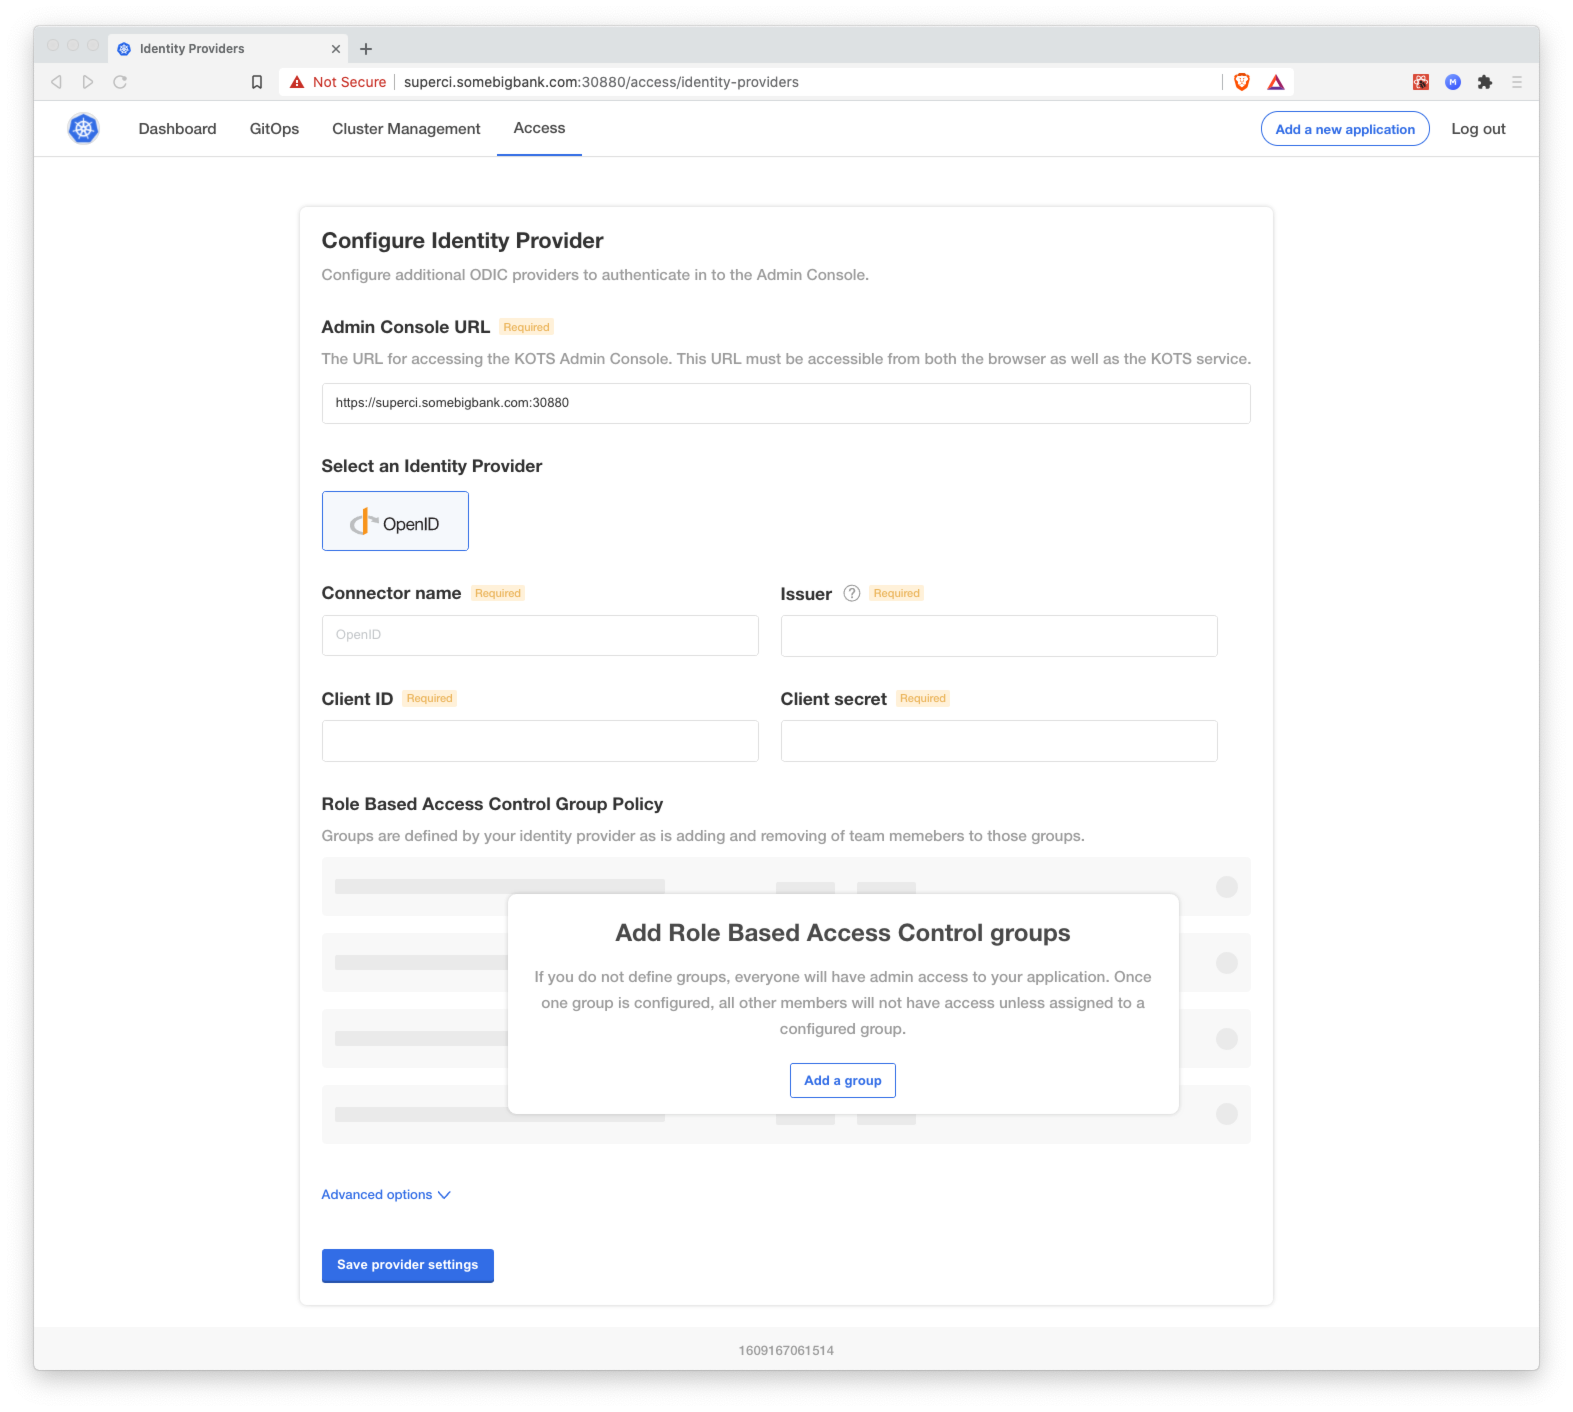 Identity Providers
Not Secure superci.somebigbank.com:30880/access/identity-providers
M
Dashboard GitOps Cluster Management Access Add a new application Log out
Configure Identity Provider
Configure additional ODIC providers to authenticate in to the Admin Console.
Admin Console URL Required
The URL for accessing the KOTS Admin Console. This URL must be accessible from both the browser as well as the KOTS service.
https://superci.somebigbank.com:30880
Select an Identity Provider
OpenID
Connector name Required Issuer ? Required
OpenID
Client ID Required Client secret Required
Role Based Access Control Group Policy
Groups are defined by your identity provider as is adding and removing of team memebers to those groups.
Add Role Based Access Control groups
If you do not define groups, everyone will have admin access to your application. Once
one group is configured, all other members will not have access unless assigned to a
configured group.
Add a group
Advanced options
Save provider settings
1609167061514